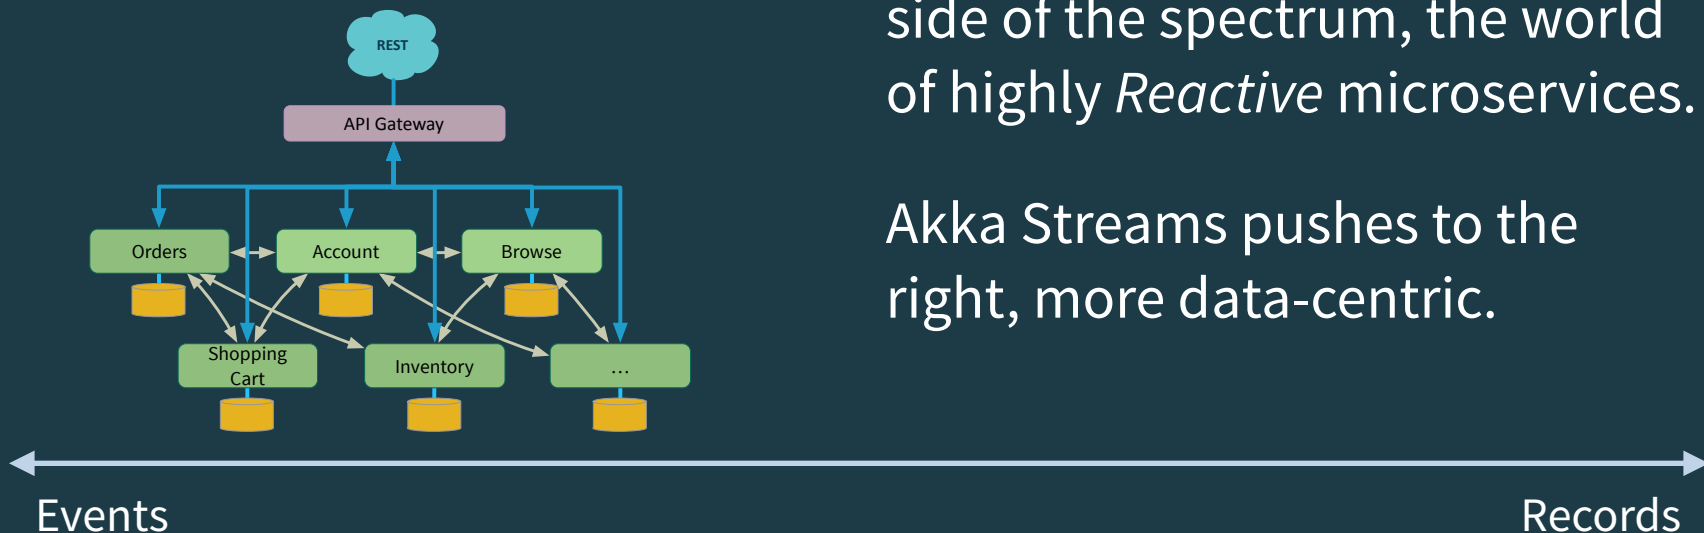 REST
API Gateway
Orders
Account
Browse
Shopping
Cart
Inventory
...
side of the spectrum, the world
of highly Reactive microservices.
Akka Streams pushes to the
right, more data-centric.
Events
Records